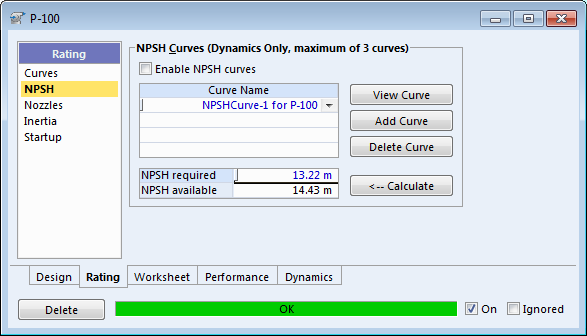 P-100
Rating
Curves
NPSH
Nozzles
Inertia
Startup
NPSH Curves (Dynamics Only, maximum of 3 curves)
Enable NPSH curves
Curve Name
NPSHCurve-1 for P-100
View Curve
Add Curve
Delete Curve
NPSH required 13.22 m
NPSH available 14.43 m
<-- Calculate
Design Rating Worksheet Performance Dynamics
Delete OK On Ignored